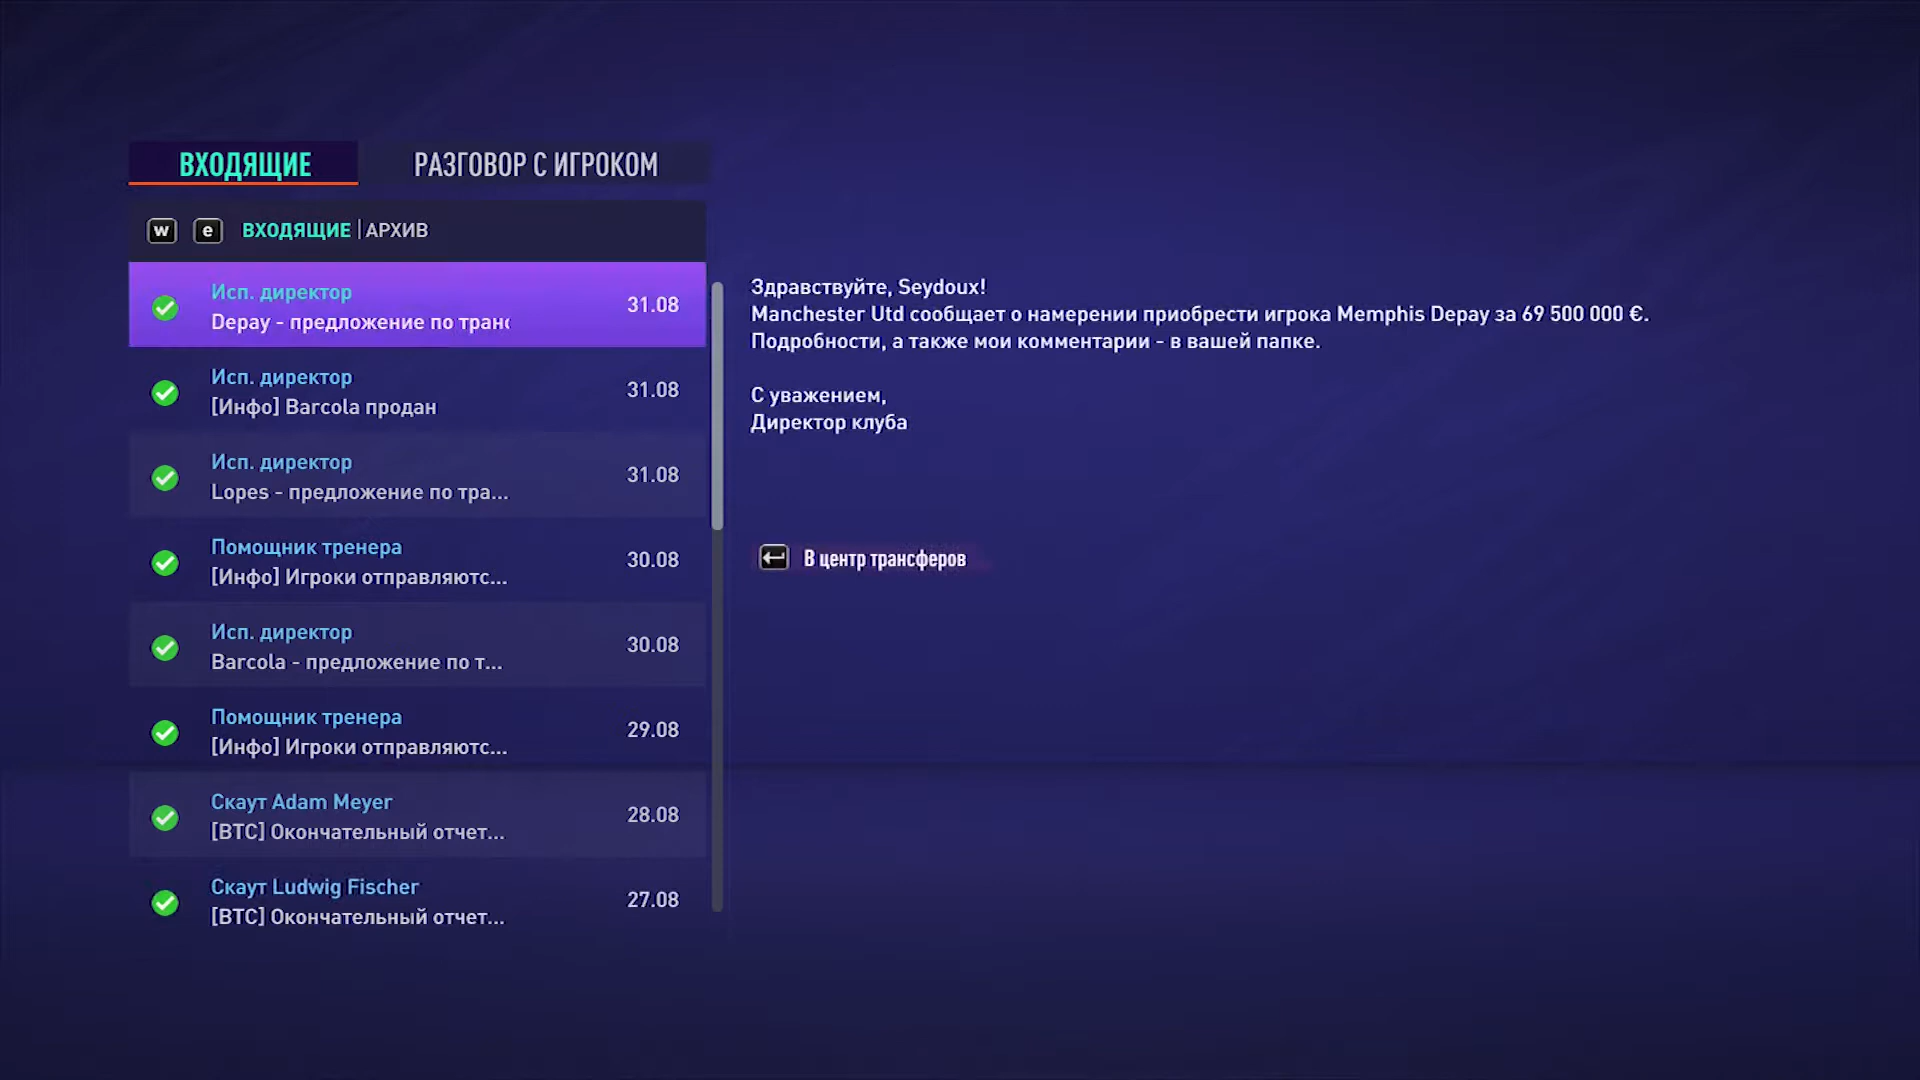 ВХОДЯЩИЕ
РАЗГОВОР С ИГРОКОМ
w e ВХОДЯЩИЕ | АРХИВ
Исп. директор
Depay - предложение по тран
31.08
Исп. директор
[Инфо] Barcola продан
31.08
Исп. директор
Lopes - предложение по тра...
31.08
Помощник тренера
[Инфо] Игроки отправляютс...
30.08
Исп. директор
Barcola - предложение по т...
30.08
Помощник тренера
[Инфо] Игроки отправляютс...
29.08
Скаут Adam Meyer
[ВТС] Окончательный отчет...
28.08
Скаут Ludwig Fischer
[ВТС] Окончательный отчет...
27.08
Здравствуйте, Seydoux!
Manchester Utd сообщает о намерении приобрести игрока Memphis Depay за 69 500 000 €.
Подробности, а также мои комментарии - в вашей папке.
С уважением,
Директор клуба
В центр трансферов